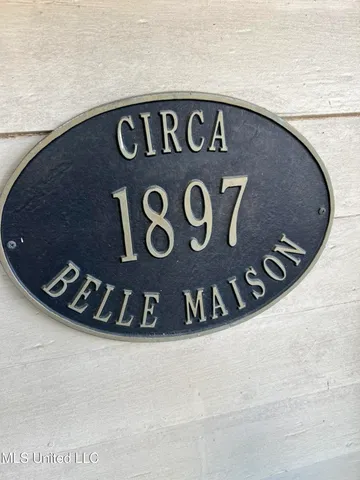 CIRCA
1897
BELLE MAISON
MLS United LLC